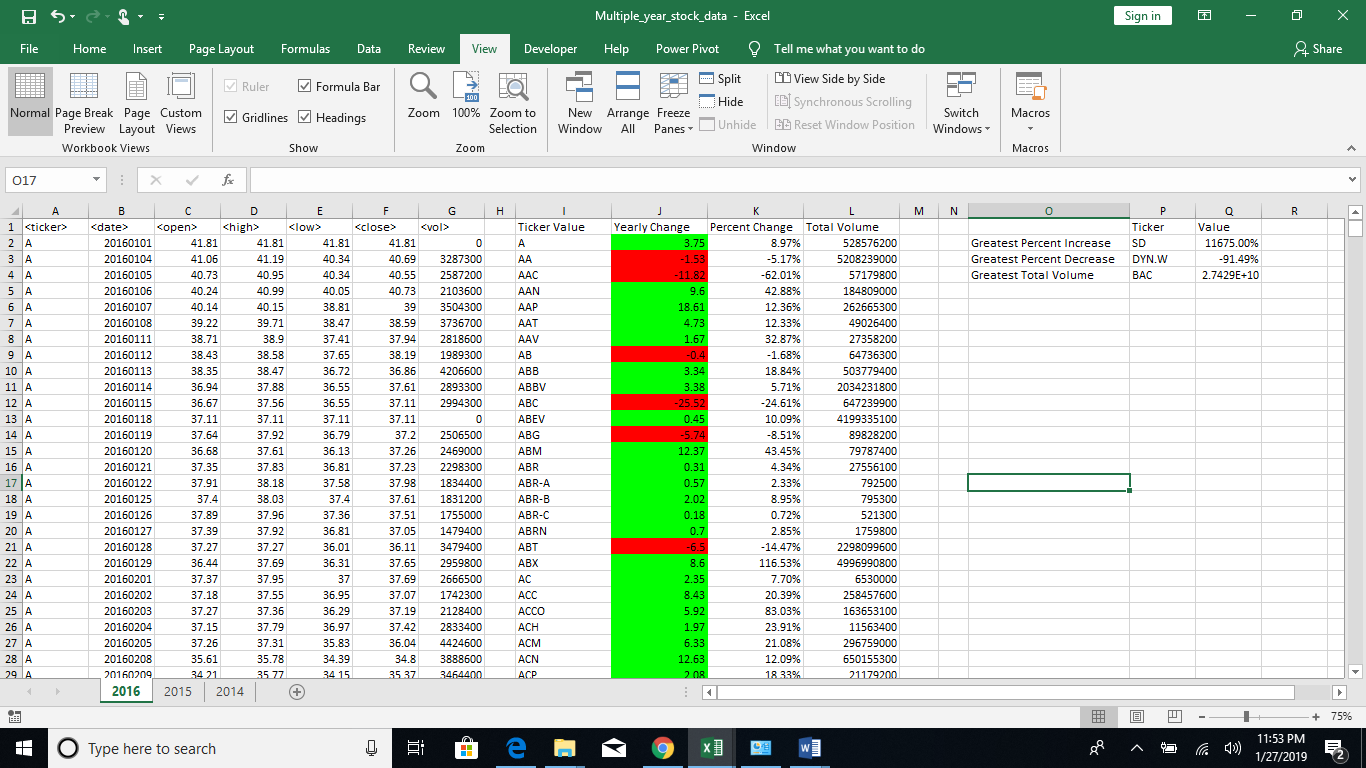 Multiple_year_stock_data - Excel
Sign in
File Home Insert Page Layout Formulas Data Review View Developer Help Power Pivot Tell me what you want to do Share
Normal Page Break Preview Page Layout Custom Views
Workbook Views
Ruler Formula Bar
Gridlines Headings
Show
Zoom 100% Zoom to Selection
Zoom
New Window Arrange All Freeze Panes
Split
Hide
Unhide
View Side by Side
Synchronous Scrolling
Reset Window Position
Switch Windows
Window
Macros
Macros
O17 fx
A B C D E F G H I J K L M N O P Q R
1 <ticker> <date> <open> <high> <low> <close> <vol> Ticker Value Yearly Change Percent Change Total Volume Ticker Value
2 A 20160101 41.81 41.81 41.81 41.81 0 A 3.75 8.97% 528576200 Greatest Percent Increase SD 11675.00%
3 A 20160104 41.06 41.19 40.34 40.69 3287300 AA -1.53 -5.17% 5208239000 Greatest Percent Decrease DYN.W -91.49%
4 A 20160105 40.73 40.95 40.34 40.55 2587200 AAC -11.82 -62.01% 57179800 Greatest Total Volume BAC 2.7429E+10
5 A 20160106 40.24 40.99 40.05 40.73 2103600 AAN 9.6 42.88% 184809000
6 A 20160107 40.14 40.15 38.81 39 3504300 AAP 18.61 12.36% 262665300
7 A 20160108 39.22 39.71 38.47 38.59 3736700 AAT 4.73 12.33% 49026400
8 A 20160111 38.71 38.9 37.41 37.94 2818600 AAV 1.67 32.87% 27358200
9 A 20160112 38.43 38.58 37.65 38.19 1989300 AB -0.4 -1.68% 64736300
10 A 20160113 38.35 38.47 36.72 36.86 4206600 ABB 3.34 18.84% 503779400
11 A 20160114 36.94 37.88 36.55 37.61 2893300 ABBV 3.38 5.71% 2034231800
12 A 20160115 36.67 37.56 36.55 37.11 2994300 ABC -25.52 -24.61% 647239900
13 A 20160118 37.11 37.11 37.11 37.11 0 ABEV 0.45 10.09% 4199335100
14 A 20160119 37.64 37.92 36.79 37.2 2506500 ABG -5.74 -8.51% 89828200
15 A 20160120 36.68 37.61 36.13 37.26 2469000 ABM 12.37 43.45% 79787400
16 A 20160121 37.35 37.83 36.81 37.23 2298300 ABR 0.31 4.34% 27556100
17 A 20160122 37.91 38.18 37.58 37.98 1834400 ABR-A 0.57 2.33% 792500
18 A 20160125 37.4 38.03 37.4 37.61 1831200 ABR-B 2.02 8.95% 795300
19 A 20160126 37.89 37.96 37.36 37.51 1755000 ABR-C 0.18 0.72% 521300
20 A 20160127 37.39 37.92 36.81 37.05 1479400 ABRN 0.7 2.85% 1759800
21 A 20160128 37.27 37.27 36.01 36.11 3479400 ABT -6.5 -14.47% 2298099600
22 A 20160129 36.44 37.69 36.31 37.65 2959800 ABX 8.6 116.53% 4996990800
23 A 20160201 37.37 37.95 37 37.69 2666500 AC 2.35 7.70% 6530000
24 A 20160202 37.18 37.55 36.95 37.07 1742300 ACC 8.43 20.39% 258457600
25 A 20160203 37.27 37.36 36.29 37.19 2128400 ACCO 5.92 83.03% 163653100
26 A 20160204 37.15 37.79 36.97 37.42 2833400 ACH 1.97 23.91% 11563400
27 A 20160205 37.26 37.31 35.83 36.04 4424600 ACM 6.33 21.08% 296759000
28 A 20160208 35.61 35.78 34.39 34.8 3888600 ACN 12.63 12.09% 650155300
29 A 20160209 34.21 35.77 34.15 35.37 3464400 ACP 2.08 18.33% 21179200
2016 2015 2014
75%
Type here to search
11:53 PM
1/27/2019
2